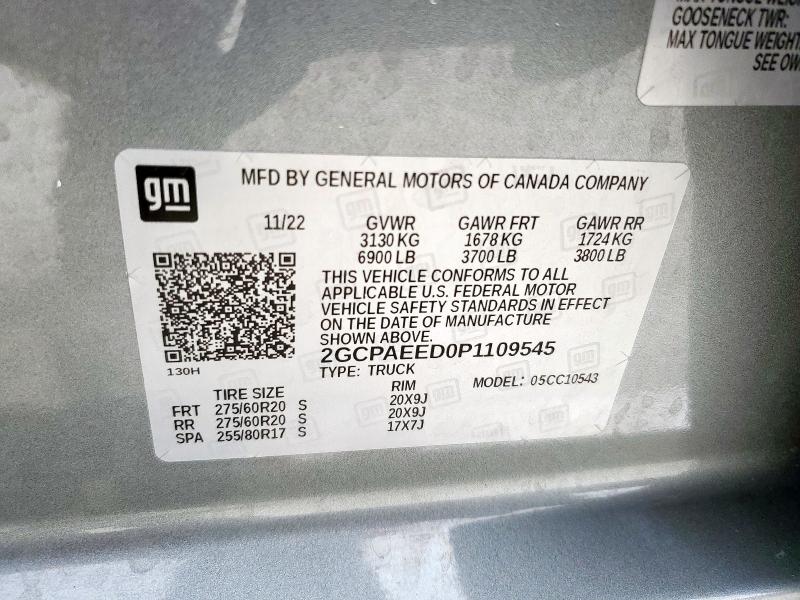 MAX TONGUE WEIGHT
GOOSENECK TWR:
MAX TONGUE WEIGHT
SEE OW
gm
MFD BY GENERAL MOTORS OF CANADA COMPANY
11/22 GVWR GAWR FRT GAWR RR
3130 KG 1678 KG 1724 KG
6900 LB 3700 LB 3800 LB
THIS VEHICLE CONFORMS TO ALL
APPLICABLE U.S. FEDERAL MOTOR
VEHICLE SAFETY STANDARDS IN EFFECT
ON THE DATE OF MANUFACTURE
SHOWN ABOVE.
2GCPAEED0P1109545
130H
TYPE: TRUCK
MODEL: 05CC10543
TIRE SIZE RIM
FRT 275/60R20 S 20X9J
RR 275/60R20 S 20X9J
SPA 255/80R17 S 17X7J